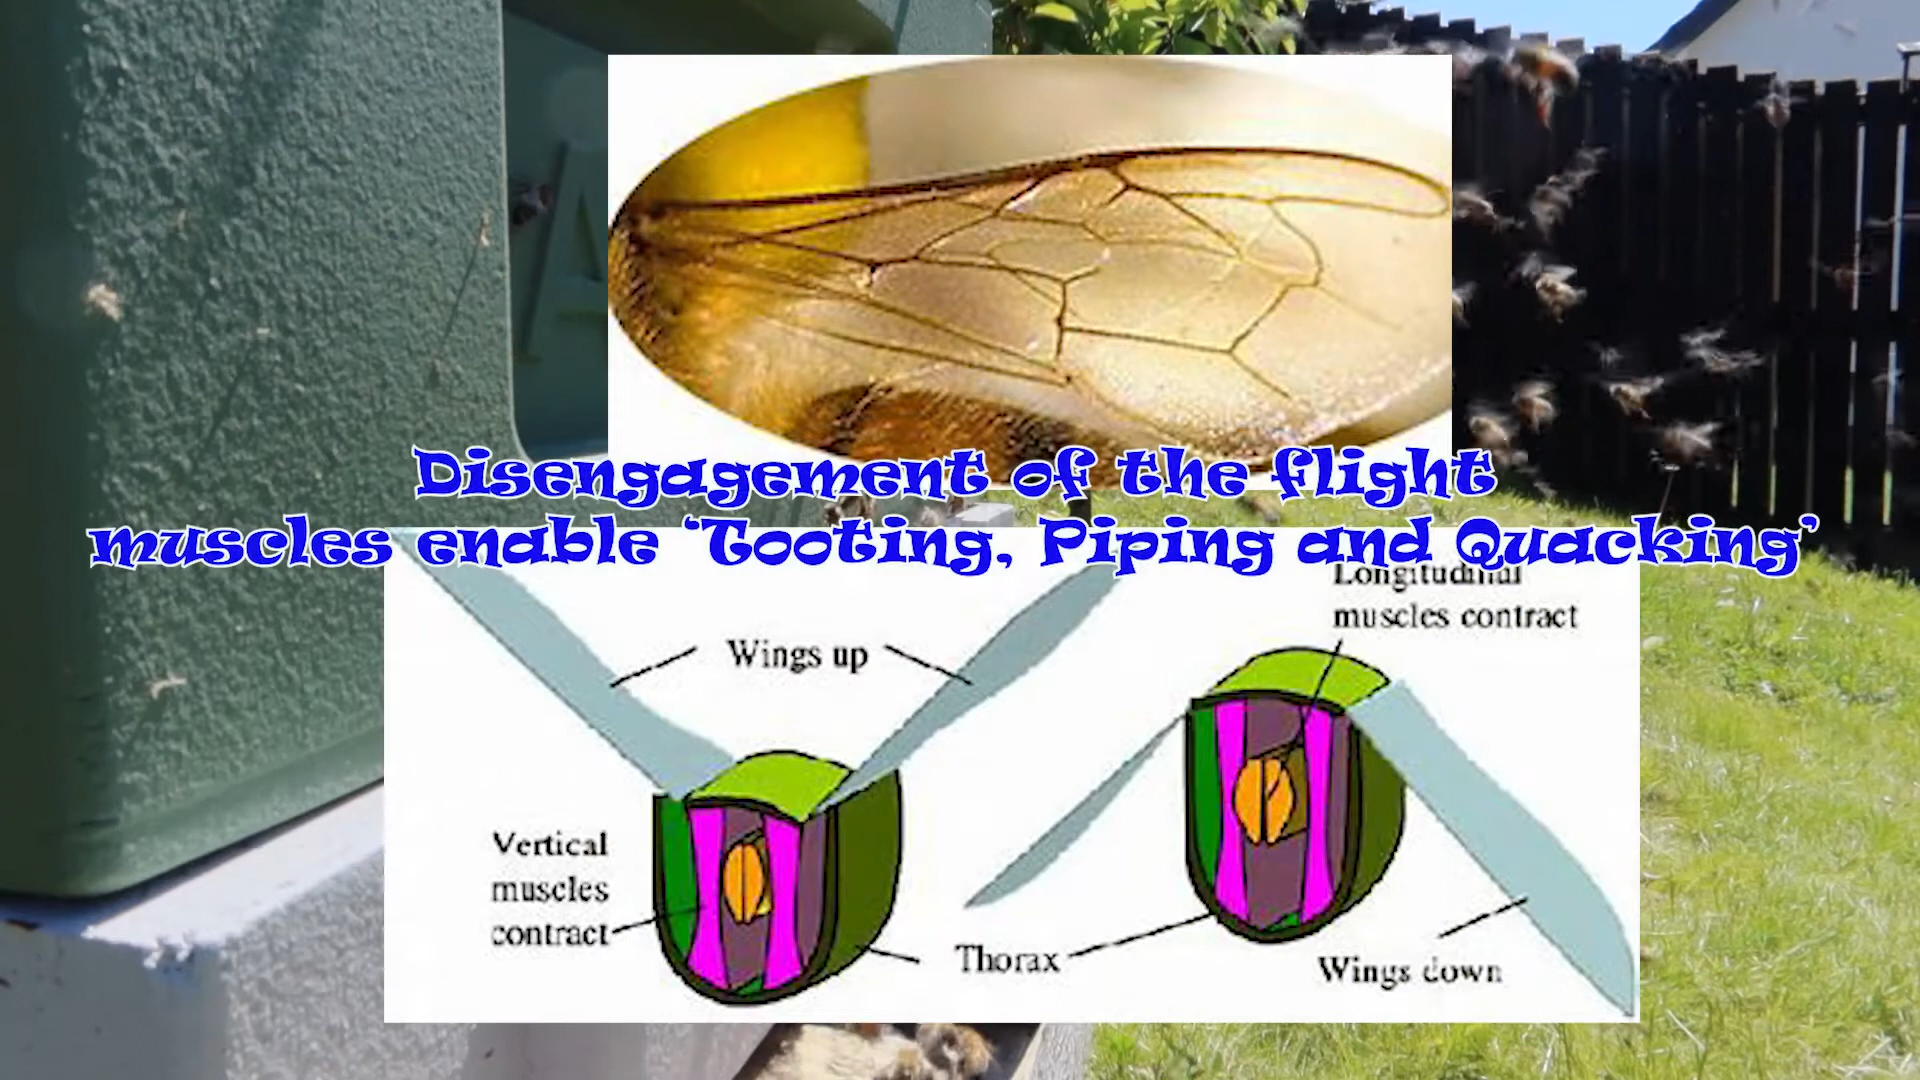 A
Disengagement of the flight
muscles enable ‘Tooting, Piping and Quacking’
Longitudinal
muscles contract
Wings up
Vertical
muscles
contract
Thorax
Wings down